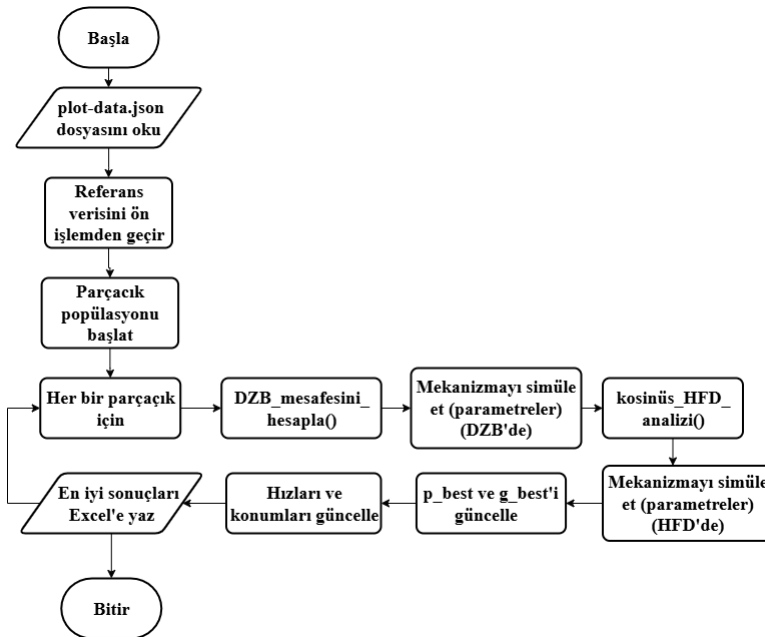 Başla
plot-data.json
dosyasını oku
Referans
verisini ön
işlemden geçir
Parçacık
popülasyonu
başlat
Her bir parçaçık
için
DZB_mesafesini_
hesapla()
Mekanizmayı simüle
et (parametreler)
(DZB'de)
kosinüs_HFD_
analizi()
Mekanizmayı simüle
et (parametreler)
(HFD'de)
p_best ve g_best'i
güncelle
Hızları ve
konumları güncelle
En iyi sonuçları
Excel'e yaz
Bitir